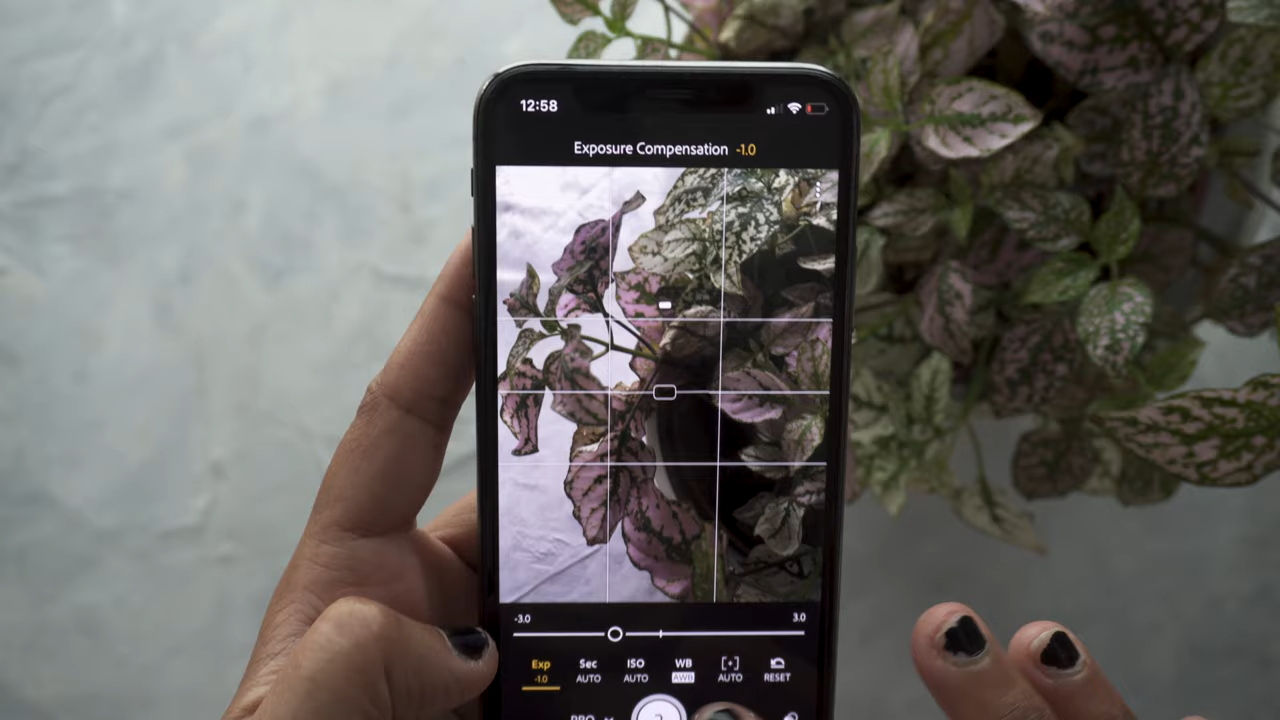 12:58
Exposure Compensation -1.0
-3.0 3.0
Exp Sec ISO WB [+] RESET
-1.0 AUTO AUTO AWB AUTO
PRO